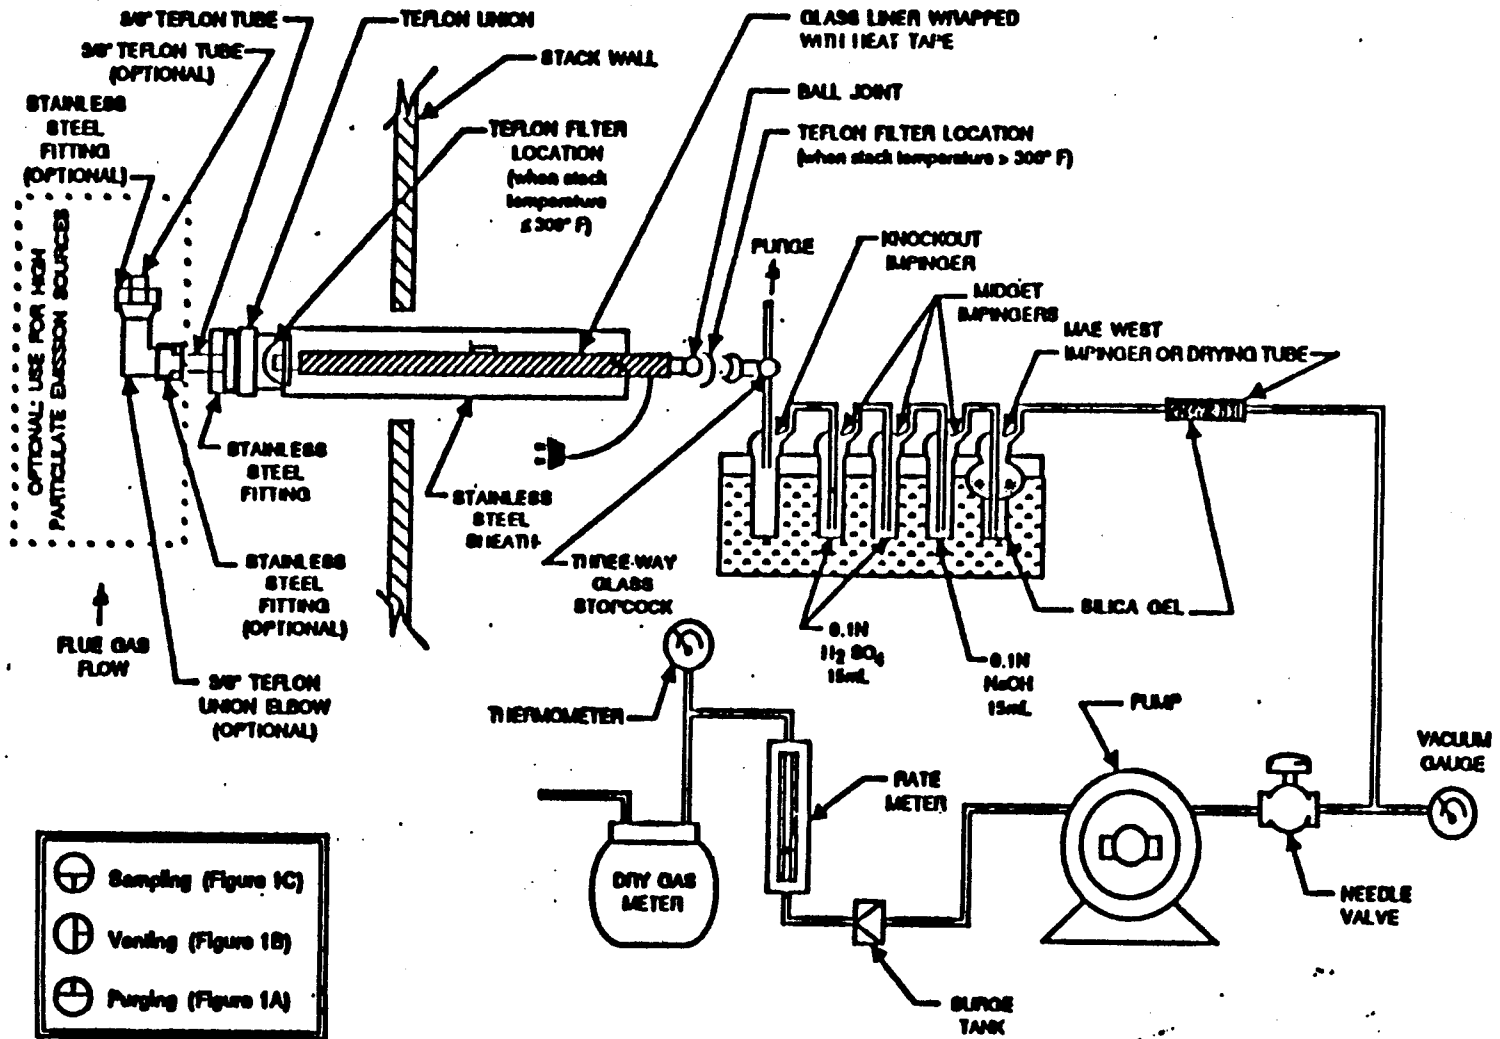 3/8" TEFLON TUBE
3/8" TEFLON TUBE
(OPTIONAL)
STAINLESS
STEEL
FITTING
(OPTIONAL)
TEFLON UNION
STACK WALL
TEFLON FILTER
LOCATION
(when stack
temperature
≤ 300° F)
GLASS LINER WRAPPED
WITH HEAT TAPE
BALL JOINT
TEFLON FILTER LOCATION
(when stack temperature > 300° F)
PURGE
KNOCKOUT
IMPINGER
MIDGET
IMPINGERS
MAE WEST
IMPINGER OR DRYING TUBE
OPTIONAL: USE FOR HIGH
PARTICULATE EMISSION SOURCES
STAINLESS
STEEL
FITTING
STAINLESS
STEEL
SHEATH
STAINLESS
STEEL
FITTING
(OPTIONAL)
THREE-WAY
GLASS
STOPCOCK
SILICA GEL
FLUE GAS
FLOW
3/8" TEFLON
UNION ELBOW
(OPTIONAL)
0.1N
H2 SO4
15mL
0.1N
NaOH
15mL
THERMOMETER
PUMP
VACUUM
GAUGE
RATE
METER
DRY GAS
METER
NEEDLE
VALVE
SURGE
TANK
Sampling (Figure 1C)
Venting (Figure 1B)
Purging (Figure 1A)